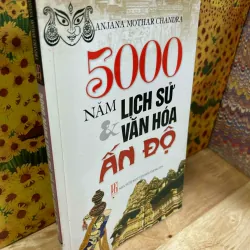 ANJANA MOTHAR CHANDRA
5000
NĂM LỊCH SỬ
& VĂN HÓA
ẤN ĐỘ